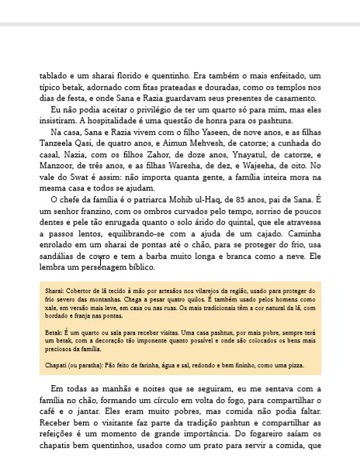 tablado e um sharai florido e quentinho. Era também o mais enfeitado, um
típico betak, adornado com fitas prateadas e douradas, como os templos nos
dias de festa, e onde Sana e Razia guardavam seus presentes de casamento.
Eu não podia aceitar o privilégio de ter um quarto só para mim, mas eles
insistiram. A hospitalidade é uma questão de honra para os pashtuns.
Na casa, Sana e Razia vivem com o filho Yaseen, de nove anos, e as filhas
Tanzeela Qasi, de quatro anos, e Aimun Mehvesh, de catorze; a cunhada do
casal, Nazia, com os filhos Zahor, de doze anos, Ynayatul, de catorze, e
Manzoor, de três anos, e as filhas Waresha, de dez, e Wajeeha, de oito. No
vale do Swat é assim: não importa quanta gente, a família inteira mora na
mesma casa e todos se ajudam.
O chefe da família é o patriarca Mohib ul-Haq, de 85 anos, pai de Sana. É
um senhor franzino, com os ombros curvados pelo tempo, sorriso de poucos
dentes e pele tão enrugada quanto o solo árido do quintal, que ele atravessa
a passos lentos, equilibrando-se com a ajuda de um cajado. Caminha
enrolado em um sharai de pontas até o chão, para se proteger do frio, usa
sandálias de couro e tem a barba muito longa e branca como a neve. Ele
lembra um personagem bíblico.
Sharai: Cobertor de lã tecido à mão por artesãos nos vilarejos da região, usado para proteger do
frio severo das montanhas. Chega a pesar quatro quilos. É também usado pelos homens como
xale, em versão mais leve, em casa ou nas ruas. Os mais tradicionais têm a cor natural da lã, com
bordado e franja nas pontas.
Betak: É um quarto ou sala para receber visitas. Uma casa pashtun, por mais pobre, sempre terá
um betak, com a decoração tão imponente quanto possível e onde são colocados os bens mais
preciosos da família.
Chapati (ou paratha): Pão feito de farinha, água e sal, redondo e bem fininho, como uma pizza.
Em todas as manhãs e noites que se seguiram, eu me sentava com a
família no chão, formando um círculo em volta do fogo, para compartilhar o
café e o jantar. Eles eram muito pobres, mas comida não podia faltar.
Receber bem o visitante faz parte da tradição pashtun e compartilhar as
refeições é um momento de grande importância. Do fogareiro saíam os
chapatis bem quentinhos, usados como um prato para servir a comida, que